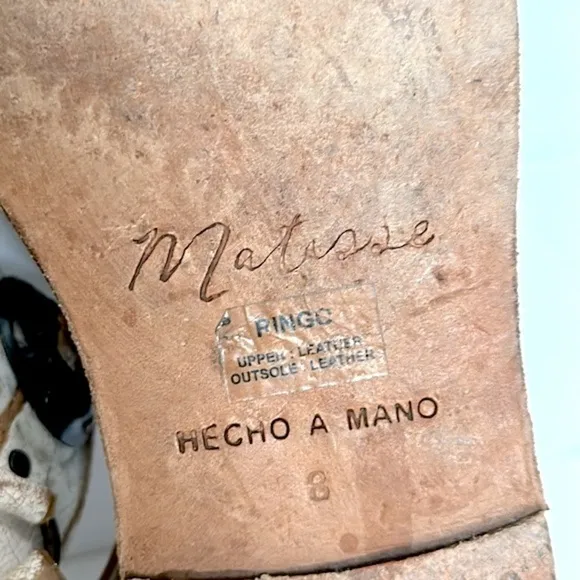 Matisse
RINGO
UPPER : LEATHER
OUTSOLE : LEATHER
HECHO A MANO
8